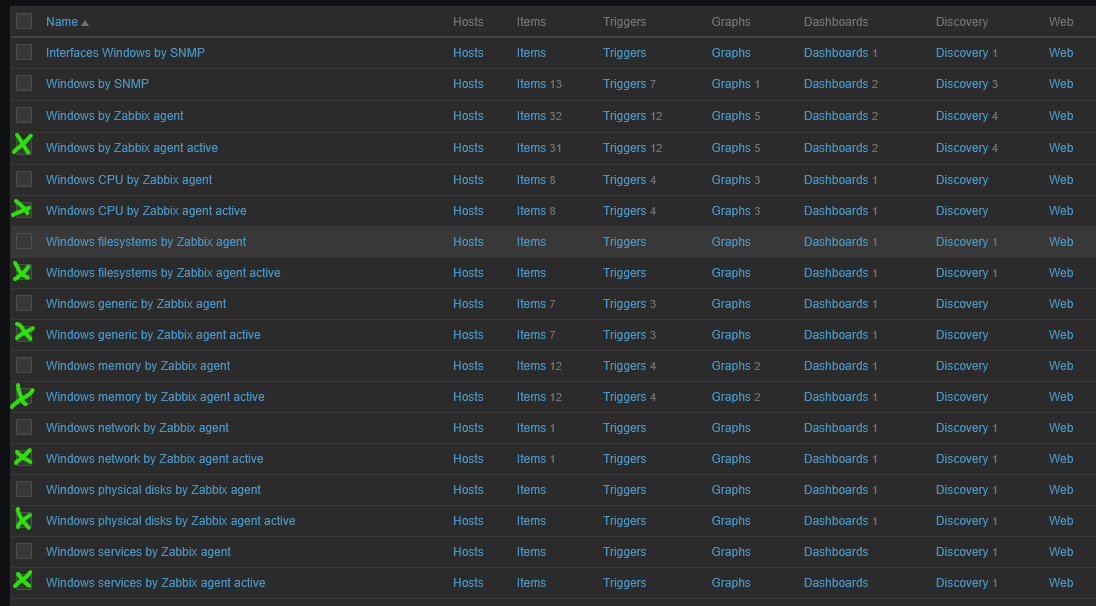 Name Hosts Items Triggers Graphs Dashboards Discovery Web
Interfaces Windows by SNMP Hosts Items Triggers Graphs Dashboards 1 Discovery 1 Web
Windows by SNMP Hosts Items 13 Triggers 7 Graphs 1 Dashboards 2 Discovery 3 Web
Windows by Zabbix agent Hosts Items 32 Triggers 12 Graphs 5 Dashboards 2 Discovery 4 Web
Windows by Zabbix agent active Hosts Items 31 Triggers 12 Graphs 5 Dashboards 2 Discovery 4 Web
Windows CPU by Zabbix agent Hosts Items 8 Triggers 4 Graphs 3 Dashboards 1 Discovery Web
Windows CPU by Zabbix agent active Hosts Items 8 Triggers 4 Graphs 3 Dashboards 1 Discovery Web
Windows filesystems by Zabbix agent Hosts Items Triggers Graphs Dashboards 1 Discovery 1 Web
Windows filesystems by Zabbix agent active Hosts Items Triggers Graphs Dashboards 1 Discovery 1 Web
Windows generic by Zabbix agent Hosts Items 7 Triggers 3 Graphs Dashboards 1 Discovery Web
Windows generic by Zabbix agent active Hosts Items 7 Triggers 3 Graphs Dashboards 1 Discovery Web
Windows memory by Zabbix agent Hosts Items 12 Triggers 4 Graphs 2 Dashboards 1 Discovery Web
Windows memory by Zabbix agent active Hosts Items 12 Triggers 4 Graphs 2 Dashboards 1 Discovery Web
Windows network by Zabbix agent Hosts Items 1 Triggers Graphs Dashboards 1 Discovery 1 Web
Windows network by Zabbix agent active Hosts Items 1 Triggers Graphs Dashboards 1 Discovery 1 Web
Windows physical disks by Zabbix agent Hosts Items Triggers Graphs Dashboards 1 Discovery 1 Web
Windows physical disks by Zabbix agent active Hosts Items Triggers Graphs Dashboards 1 Discovery 1 Web
Windows services by Zabbix agent Hosts Items Triggers Graphs Dashboards Discovery 1 Web
Windows services by Zabbix agent active Hosts Items Triggers Graphs Dashboards Discovery 1 Web